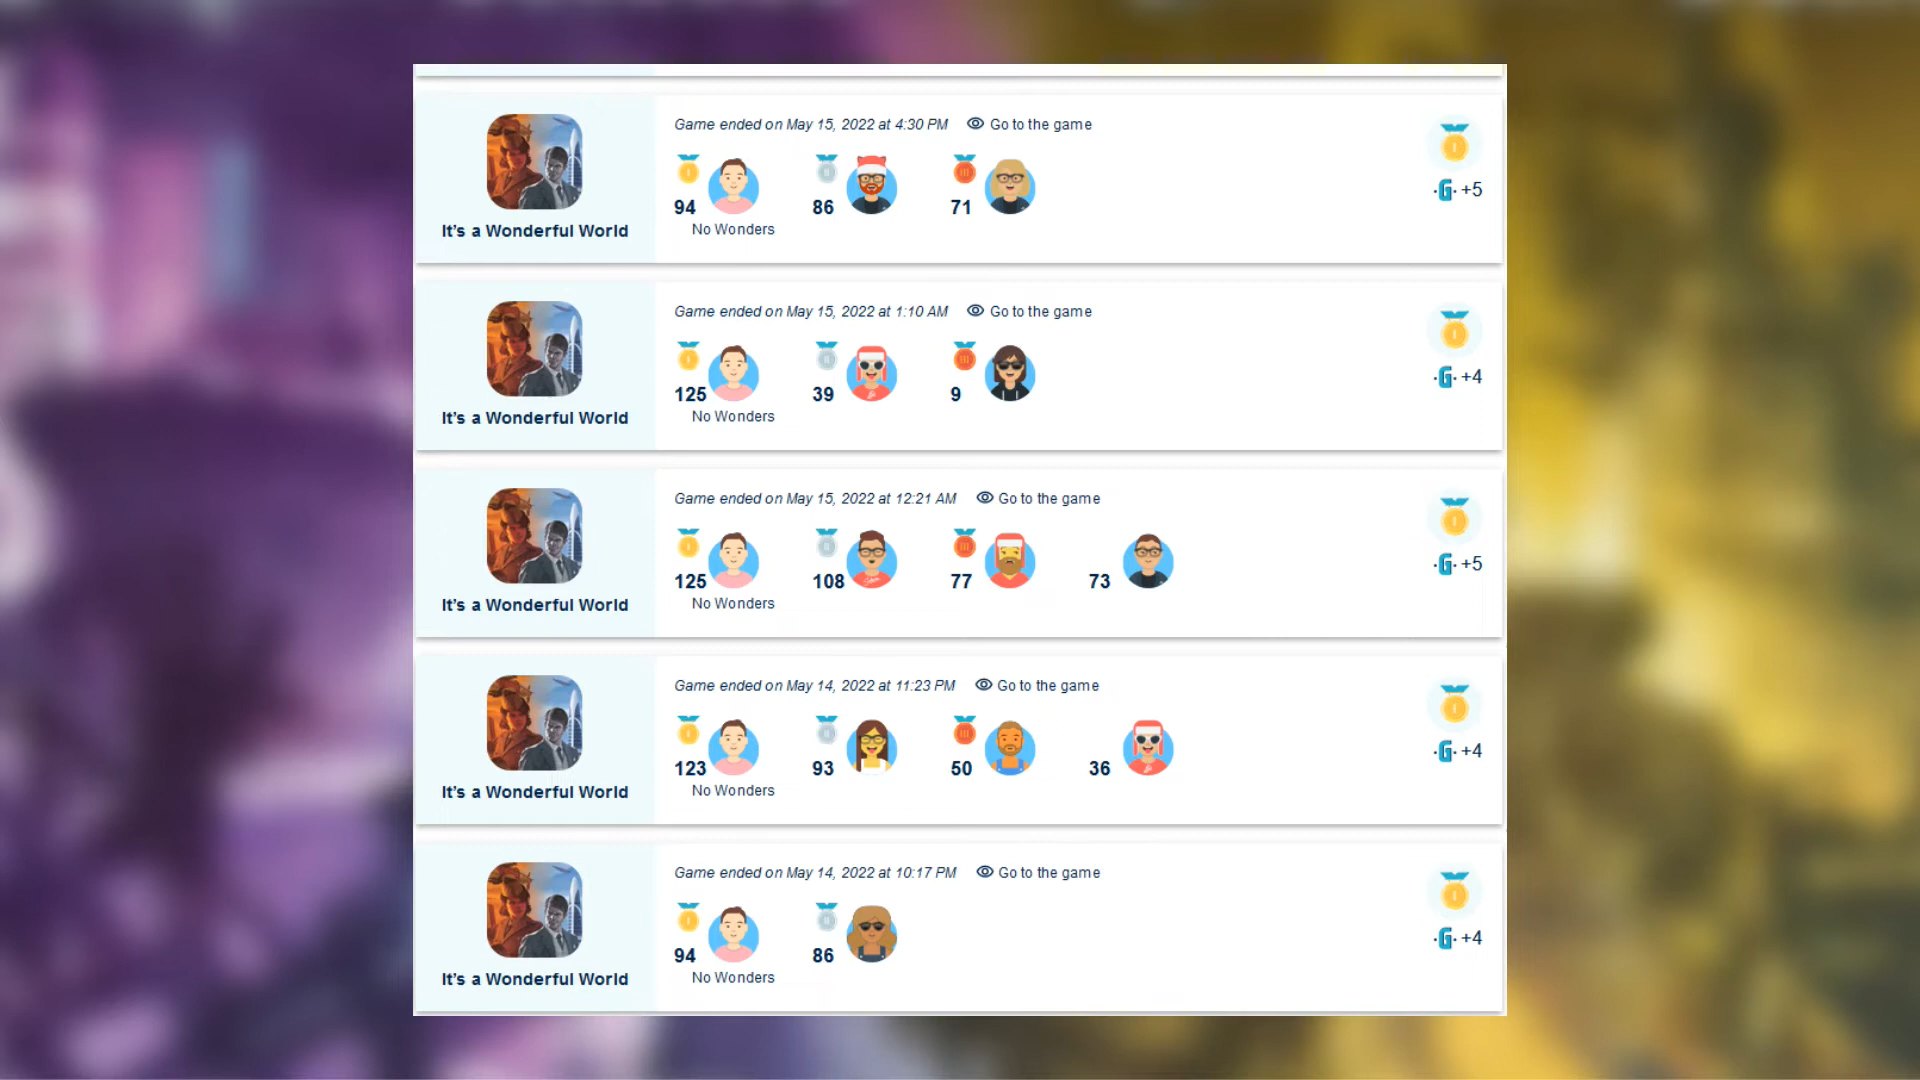 Game ended on May 15, 2022 at 4:30 PM Go to the game
94 86 71
No Wonders
It's a Wonderful World
G +5
Game ended on May 15, 2022 at 1:10 AM Go to the game
125 39 9
No Wonders
It's a Wonderful World
G +4
Game ended on May 15, 2022 at 12:21 AM Go to the game
125 108 77 73
No Wonders
It's a Wonderful World
G +5
Game ended on May 14, 2022 at 11:23 PM Go to the game
123 93 50 36
No Wonders
It's a Wonderful World
G +4
Game ended on May 14, 2022 at 10:17 PM Go to the game
94 86
No Wonders
It's a Wonderful World
G +4